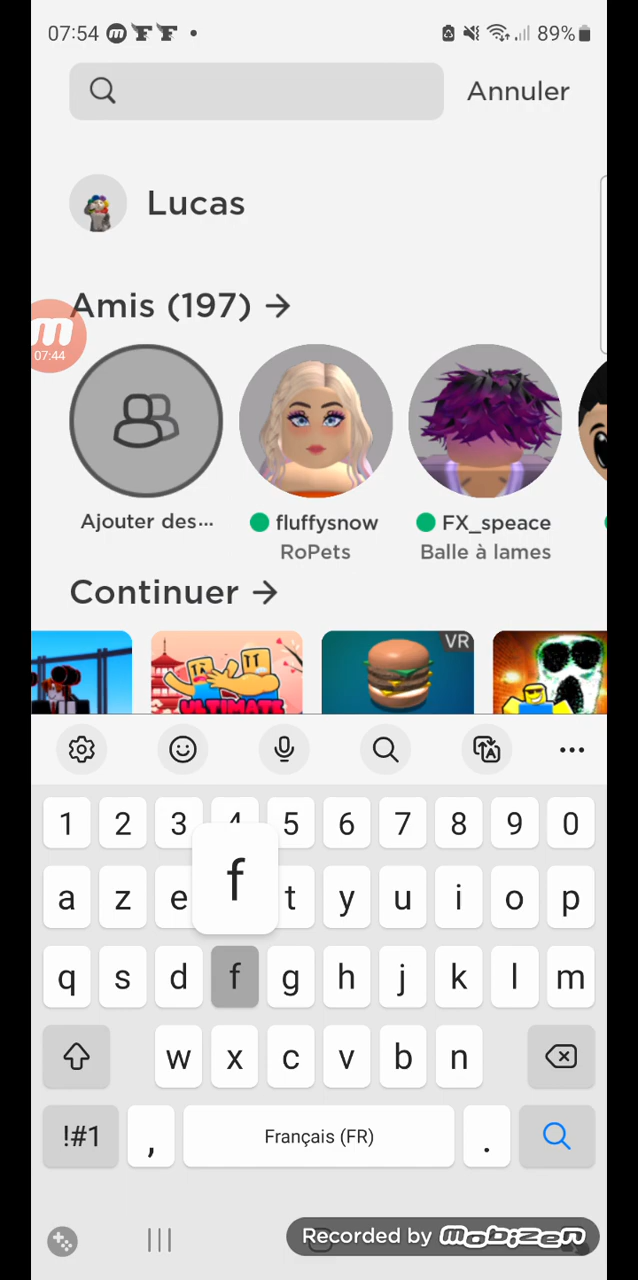 07:54 89%
Annuler
Lucas
Amis (197) →
07:44
Ajouter des... fluffysnow FX_speace
RoPets Balle à lames
Continuer →
VR
ULTIMATE
1 2 3 4 5 6 7 8 9 0
f
a z e t y u i o p
q s d f g h j k l m
w x c v b n
!#1 , Français (FR) .
Recorded by mobizen